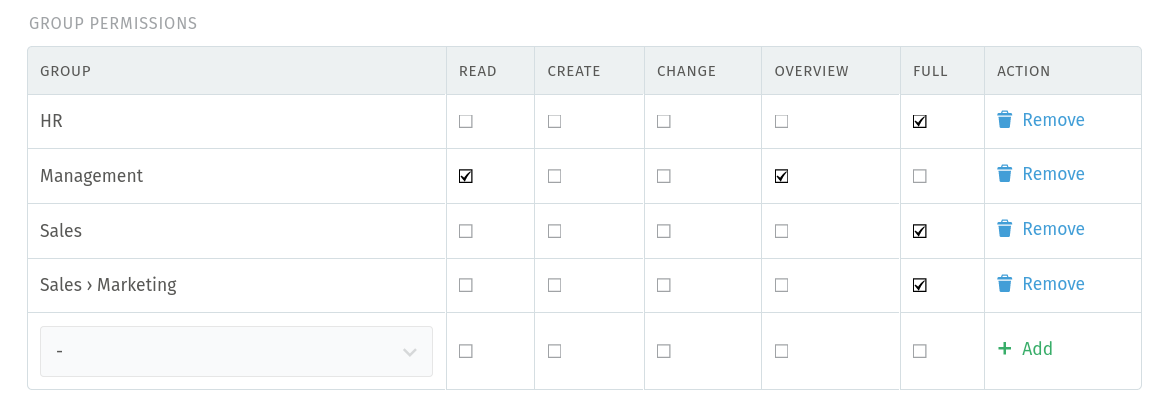 GROUP PERMISSIONS
GROUP READ CREATE CHANGE OVERVIEW FULL ACTION
HR Remove
Management Remove
Sales Remove
Sales › Marketing Remove
- Add